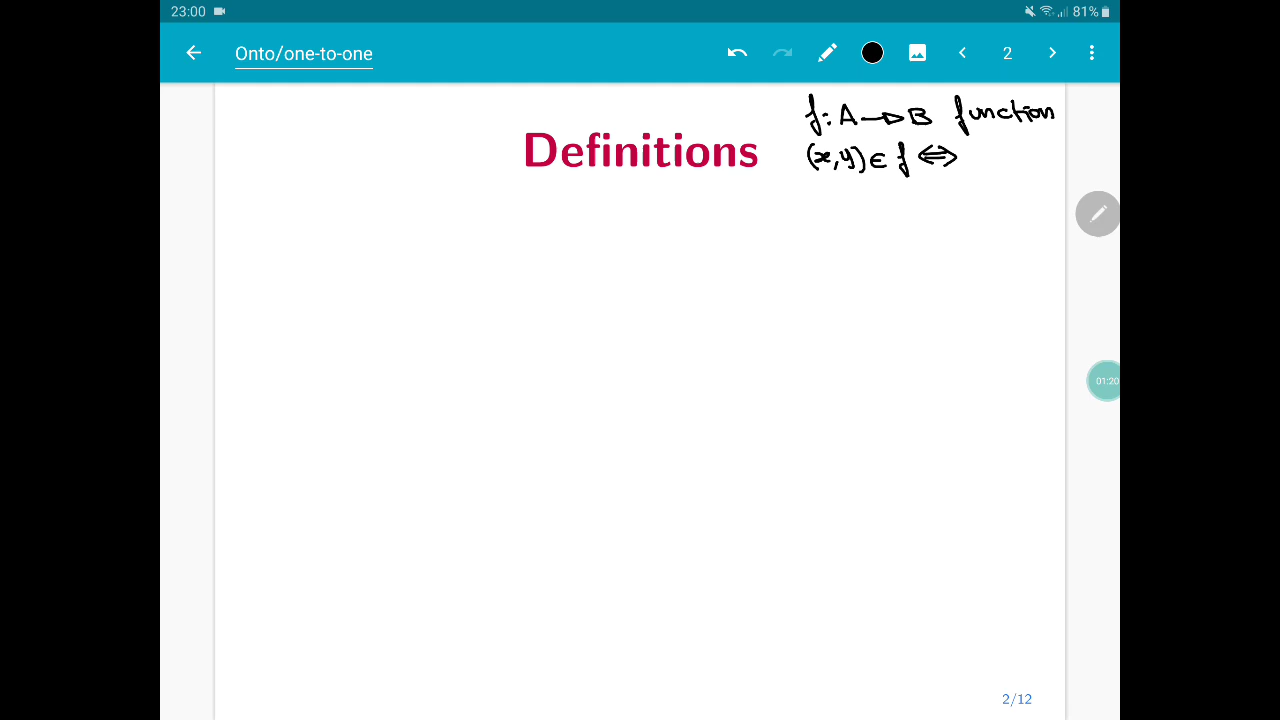 23:00
81%
Onto/one-to-one
2
f: A → B function
Definitions
(x,y) ∈ f ⇔
01:20
2/12